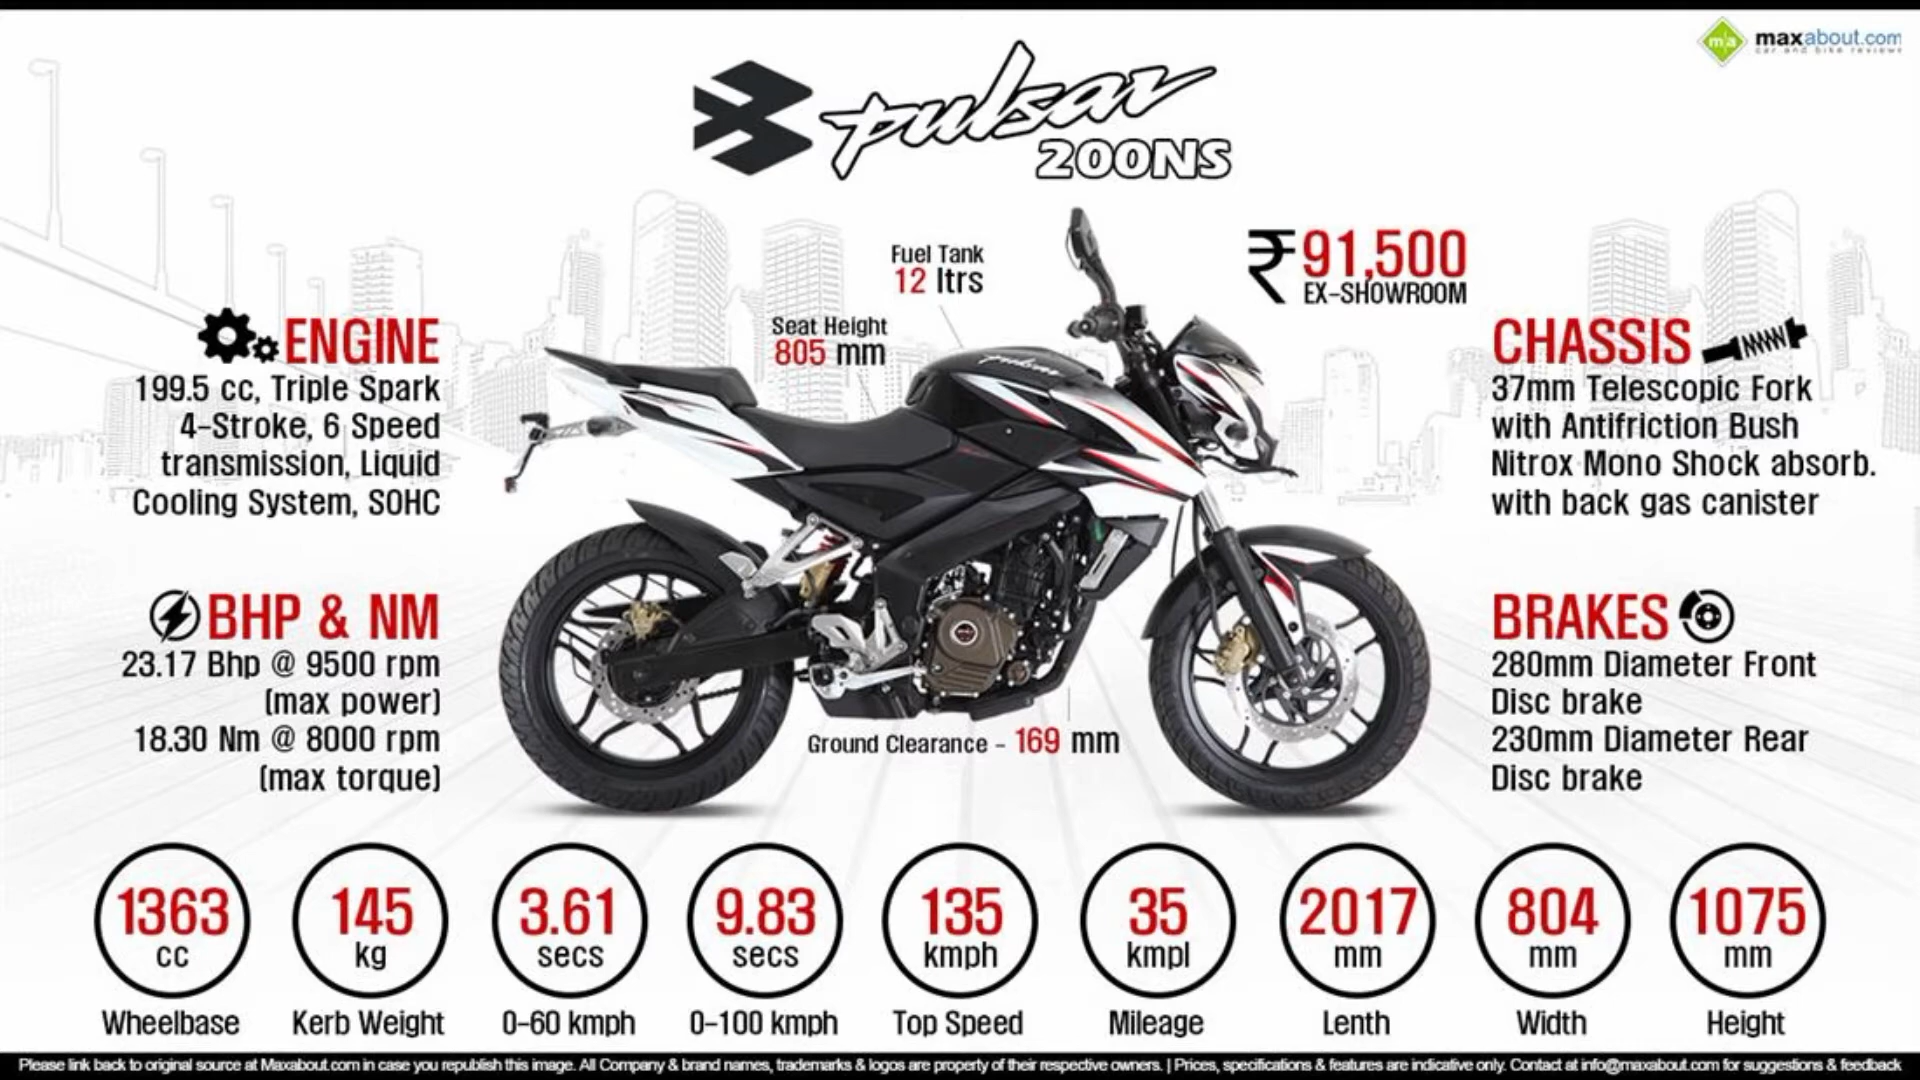 maxabout.com
car and bike reviews
pulsar
200NS
Fuel Tank
12 ltrs
₹91,500
EX-SHOWROOM
Seat Height
805 mm
pulsar
ENGINE
199.5 cc, Triple Spark
4-Stroke, 6 Speed
transmission, Liquid
Cooling System, SOHC
CHASSIS
37mm Telescopic Fork
with Antifriction Bush
Nitrox Mono Shock absorb.
with back gas canister
BHP & NM
23.17 Bhp @ 9500 rpm
(max power)
18.30 Nm @ 8000 rpm
(max torque)
BRAKES
280mm Diameter Front
Disc brake
230mm Diameter Rear
Disc brake
Ground Clearance - 169 mm
1363
cc
Wheelbase
145
kg
Kerb Weight
3.61
secs
0-60 kmph
9.83
secs
0-100 kmph
135
kmph
Top Speed
35
kmpl
Mileage
2017
mm
Lenth
804
mm
Width
1075
mm
Height
Please link back to original source at Maxabout.com in case you republish this image. All Company & brand names, trademarks & logos are property of their respective owners. | Prices, specifications & features are indicative only. Contact at info@maxabout.com for suggestions & feedback